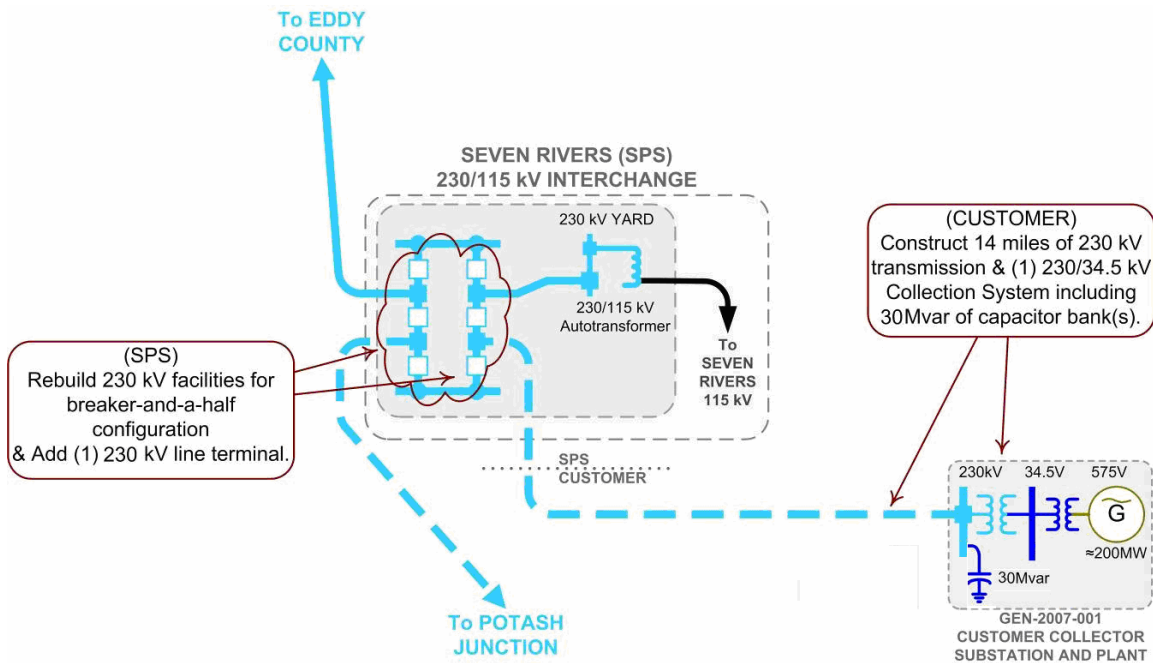 To EDDY
COUNTY
SEVEN RIVERS (SPS)
230/115 kV INTERCHANGE
230 kV YARD
230/115 kV
Autotransformer
To
SEVEN
RIVERS
115 kV
(CUSTOMER)
Construct 14 miles of 230 kV
transmission & (1) 230/34.5 kV
Collection System including
30Mvar of capacitor bank(s).
(SPS)
Rebuild 230 kV facilities for
breaker-and-a-half
configuration
& Add (1) 230 kV line terminal.
SPS
CUSTOMER
230kV
34.5V
575V
G
≈200MW
30Mvar
To POTASH
JUNCTION
GEN-2007-001
CUSTOMER COLLECTOR
SUBSTATION AND PLANT